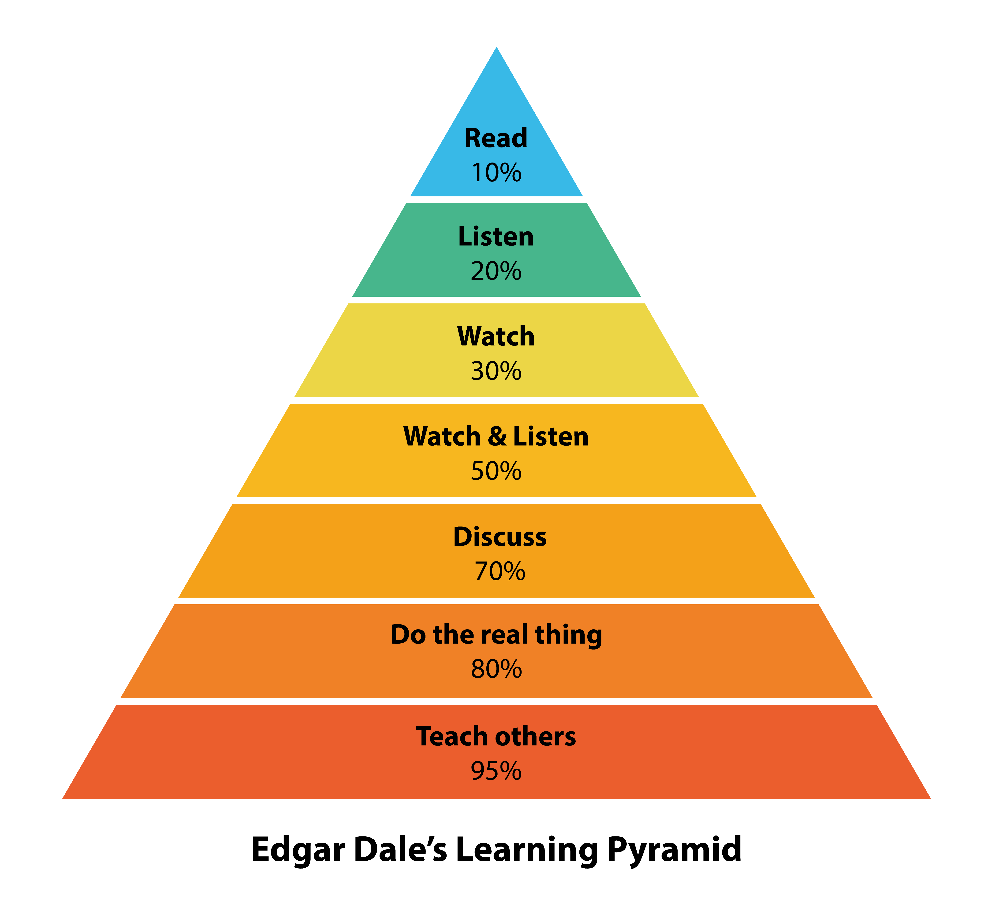 Read
10%
Listen
20%
Watch
30%
Watch & Listen
50%
Discuss
70%
Do the real thing
80%
Teach others
95%
Edgar Dale’s Learning Pyramid